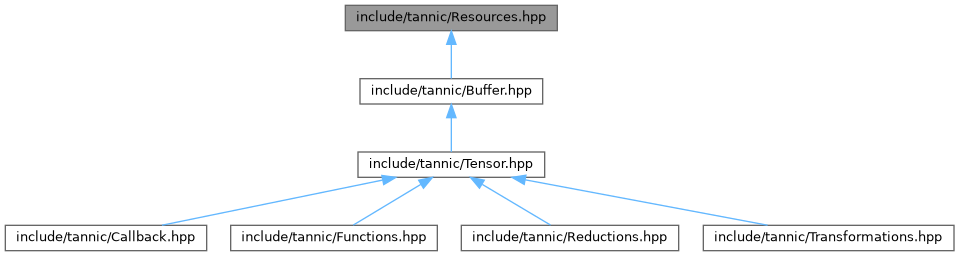 include/tannic/Resources.hpp
include/tannic/Buffer.hpp
include/tannic/Tensor.hpp
include/tannic/Callback.hpp
include/tannic/Functions.hpp
include/tannic/Reductions.hpp
include/tannic/Transformations.hpp